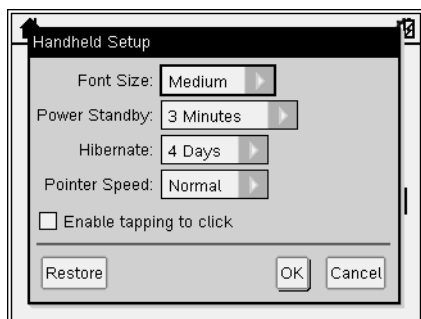 Handheld Setup
Font Size: Medium
Power Standby: 3 Minutes
Hibernate: 4 Days
Pointer Speed: Normal
Enable tapping to click
Restore OK Cancel